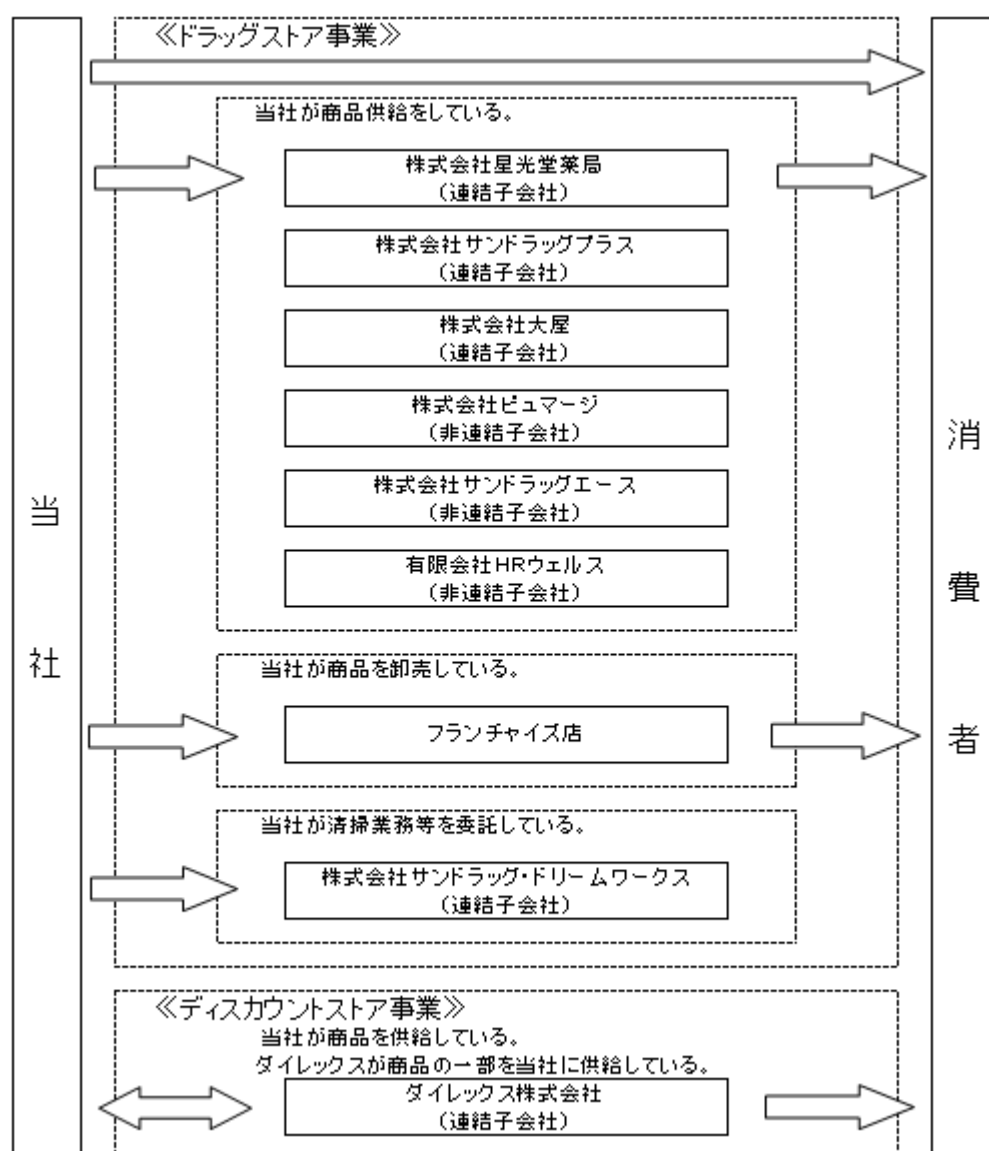 ≪ドラッグストア事業≫
当社が商品供給をしている。
株式会社星光堂薬局
（連結子会社）
株式会社サンドラッグプラス
（連結子会社）
株式会社大屋
（連結子会社）
株式会社ピュマージ
（非連結子会社）
株式会社サンドラッグエース
（非連結子会社）
有限会社HRウェルス
（非連結子会社）
当社が商品を卸売している。
フランチャイズ店
当社が清掃業務等を委託している。
株式会社サンドラッグ・ドリームワークス
（連結子会社）
≪ディスカウントストア事業≫
当社が商品を供給している。
ダイレックスが商品の一部を当社に供給している。
ダイレックス株式会社
（連結子会社）
当社
消費者